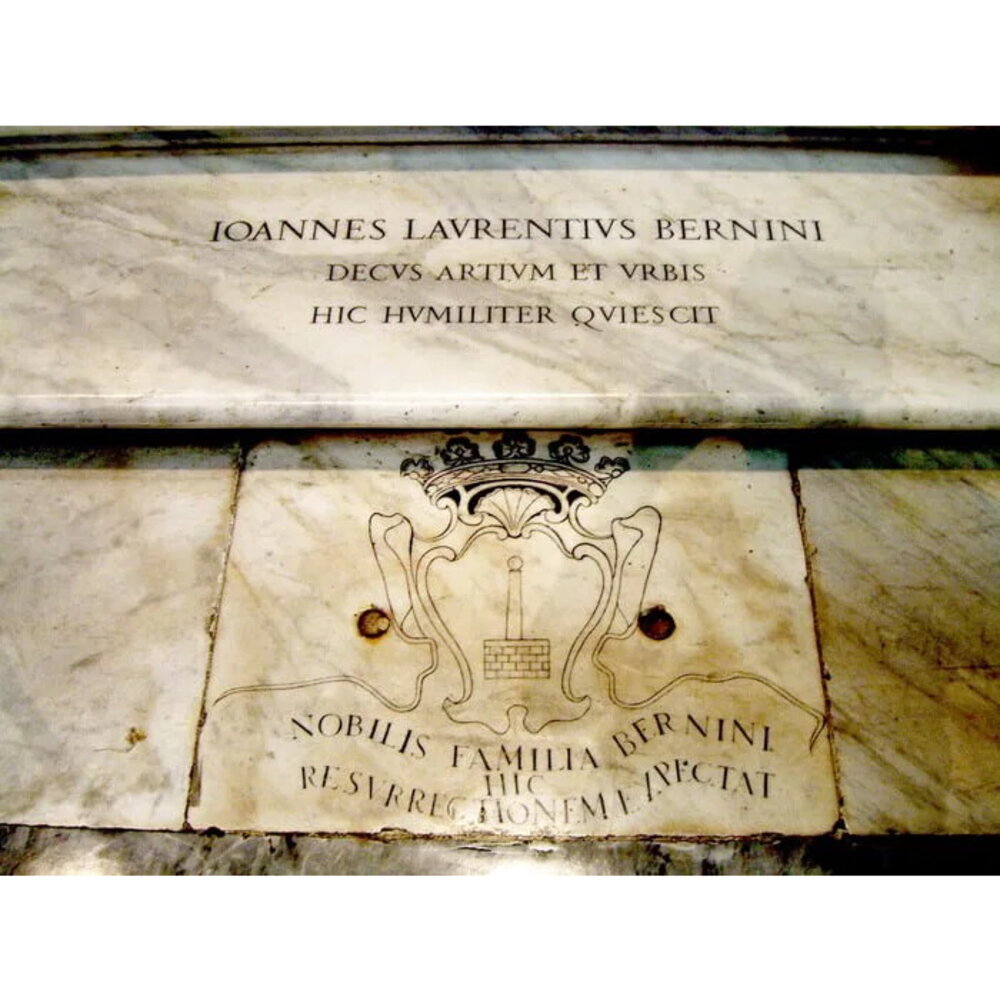 IOANNES LAVRENTIVS BERNINI
DECVS ARTIVM ET VRBIS
HIC HVMILITER QVIESCIT
NOBILIS FAMILIA BERNINI
HIC
RESVRRECTIONEM EXPECTAT